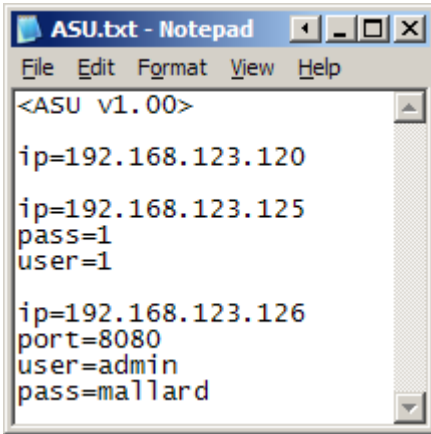 ASU.txt - Notepad
File Edit Format View Help
<ASU v1.00>
ip=192.168.123.120
ip=192.168.123.125
pass=1
user=1
ip=192.168.123.126
port=8080
user=admin
pass=mallard